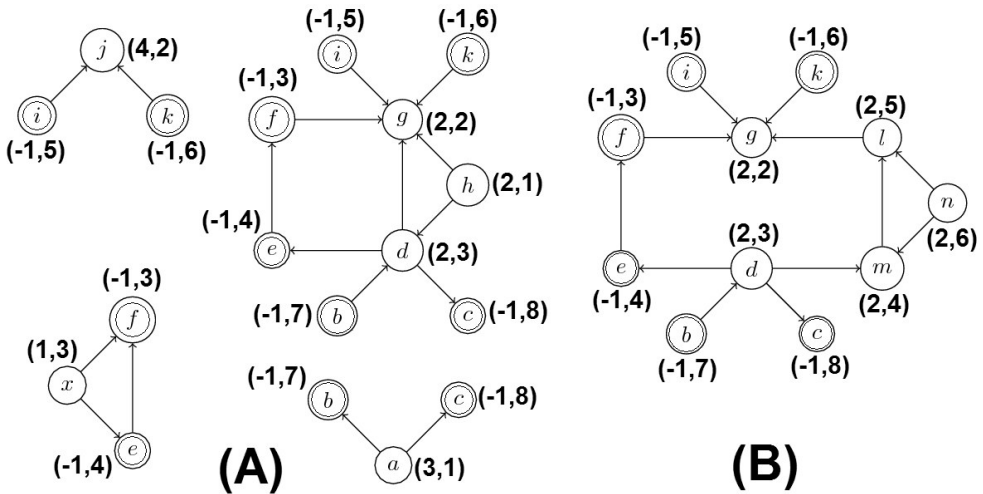 (-1,5) (-1,6)
j (4,2)
i k
(-1,5) (-1,6)
(-1,3)
f g (2,2)
h (2,1)
(-1,4)
e d (2,3)
(-1,7) b c (-1,8)
i k
(-1,3)
f
(1,3)
x
e
(-1,4)
(-1,7)
b c (-1,8)
a (3,1)
(A)
(-1,5) (-1,6)
i k
(-1,3) (2,5)
f g l
(2,2)
n
(2,6)
(2,3)
e d m
(-1,4) (2,4)
b c
(-1,7) (-1,8)
(B)